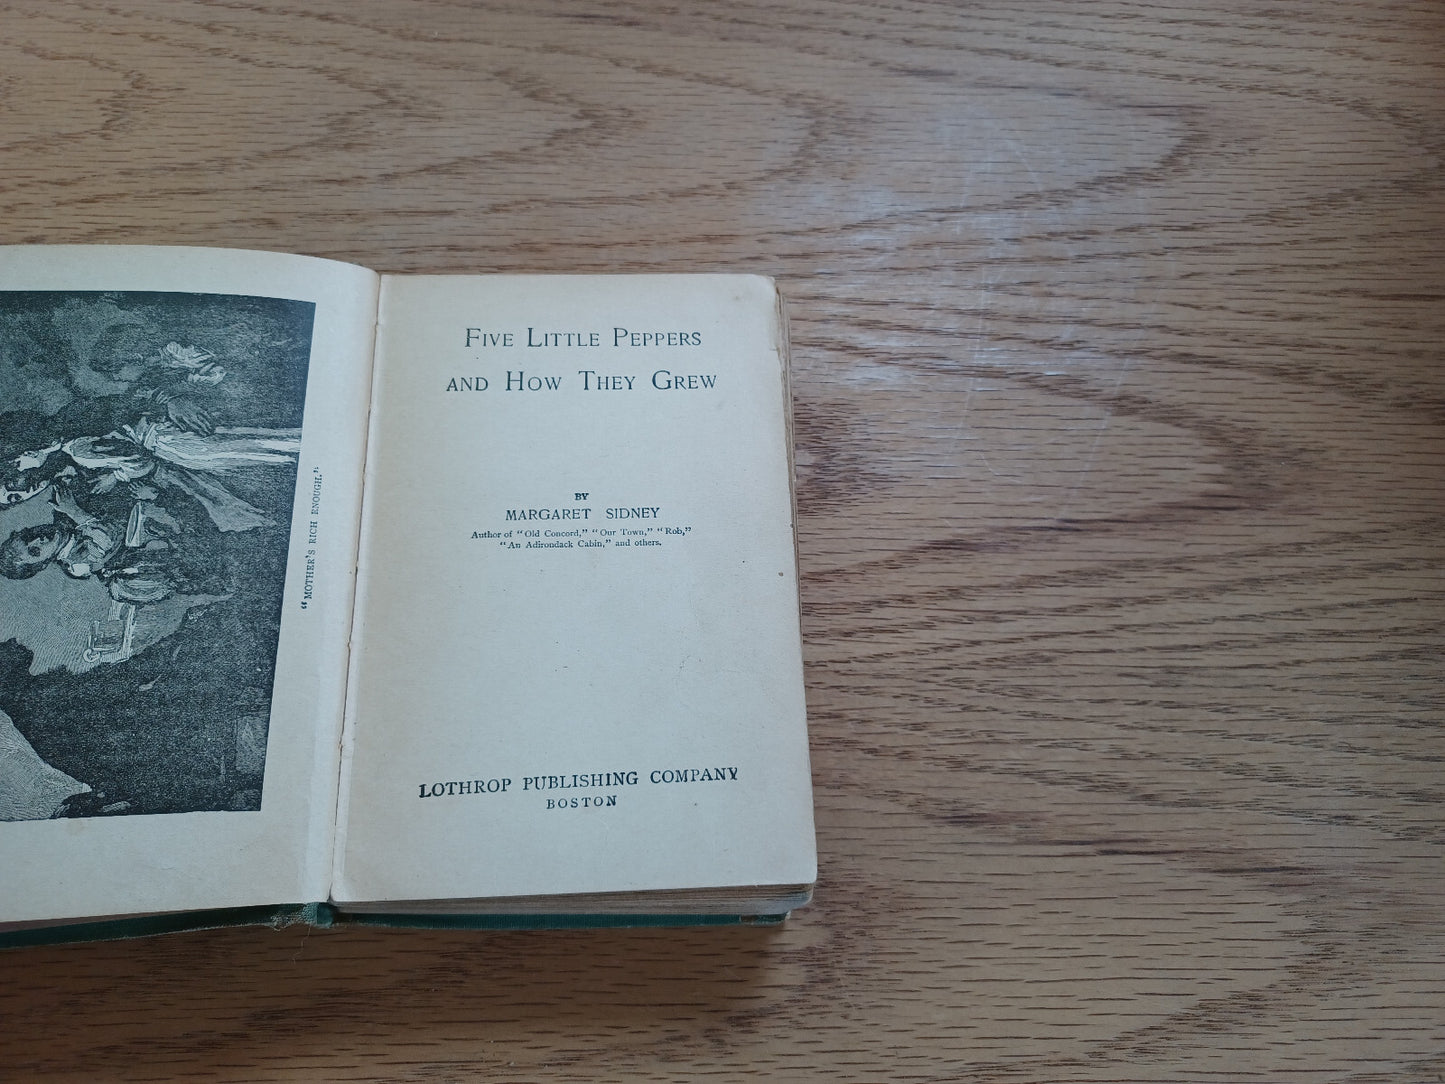 "MOTHER'S RICH ENOUGH."
FIVE LITTLE PEPPERS
AND HOW THEY GREW
BY
MARGARET SIDNEY
Author of "Old Concord," "Our Town," "Rob,"
"An Adirondack Cabin," and others.
LOTHROP PUBLISHING COMPANY
BOSTON